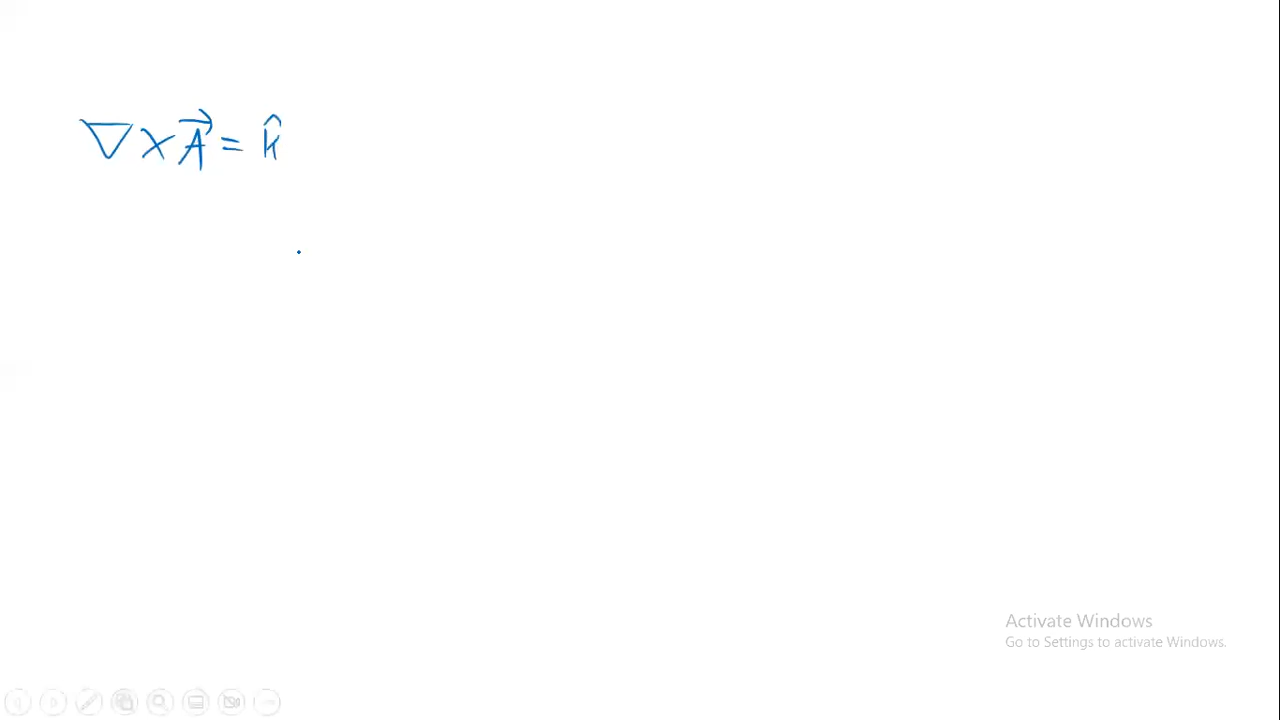 ∇ × A⃗ = k̂
Activate Windows
Go to Settings to activate Windows.